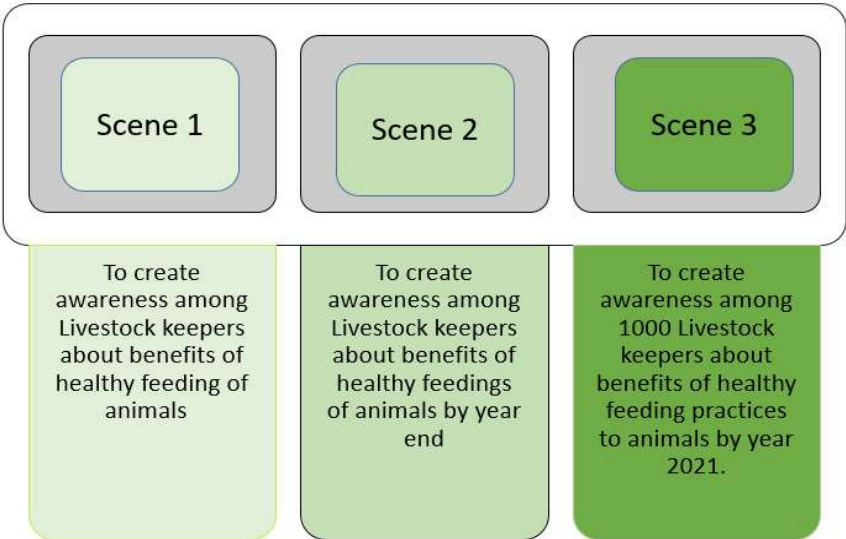 Scene 1
Scene 2
Scene 3
To create
awareness among
Livestock keepers
about benefits of
healthy feeding of
animals
To create
awareness among
Livestock keepers
about benefits of
healthy feedings
of animals by year
end
To create
awareness among
1000 Livestock
keepers about
benefits of healthy
feeding practices
to animals by year
2021.